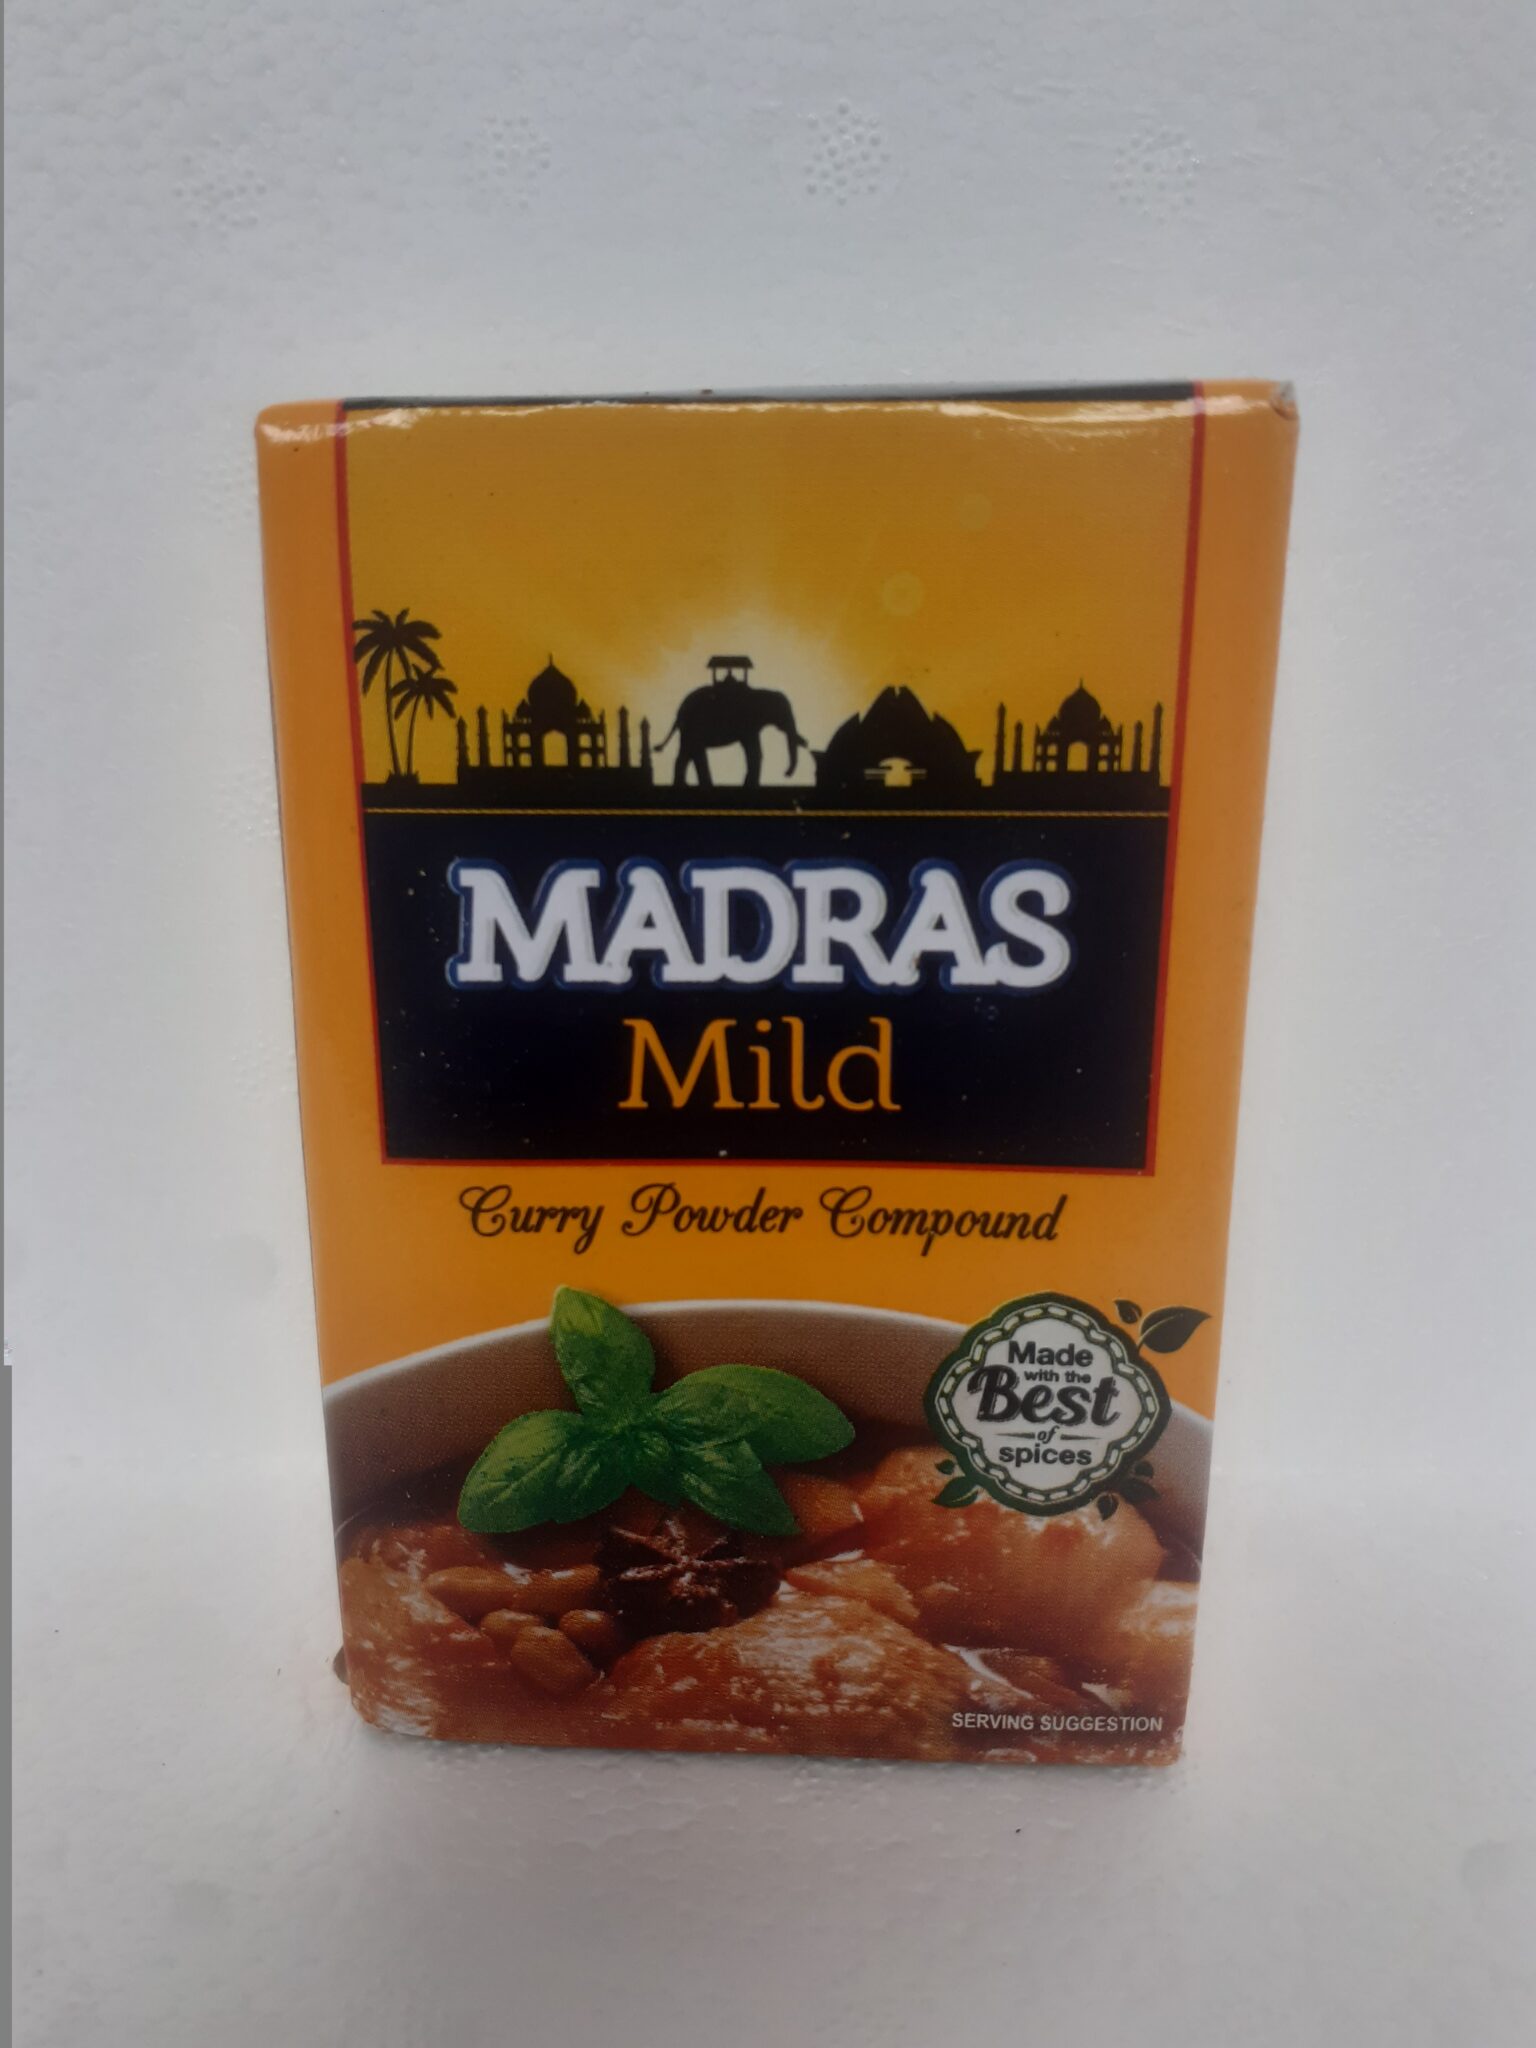 MADRAS
Mild
Curry Powder Compound
Made
with the
Best
of
spices
SERVING SUGGESTION